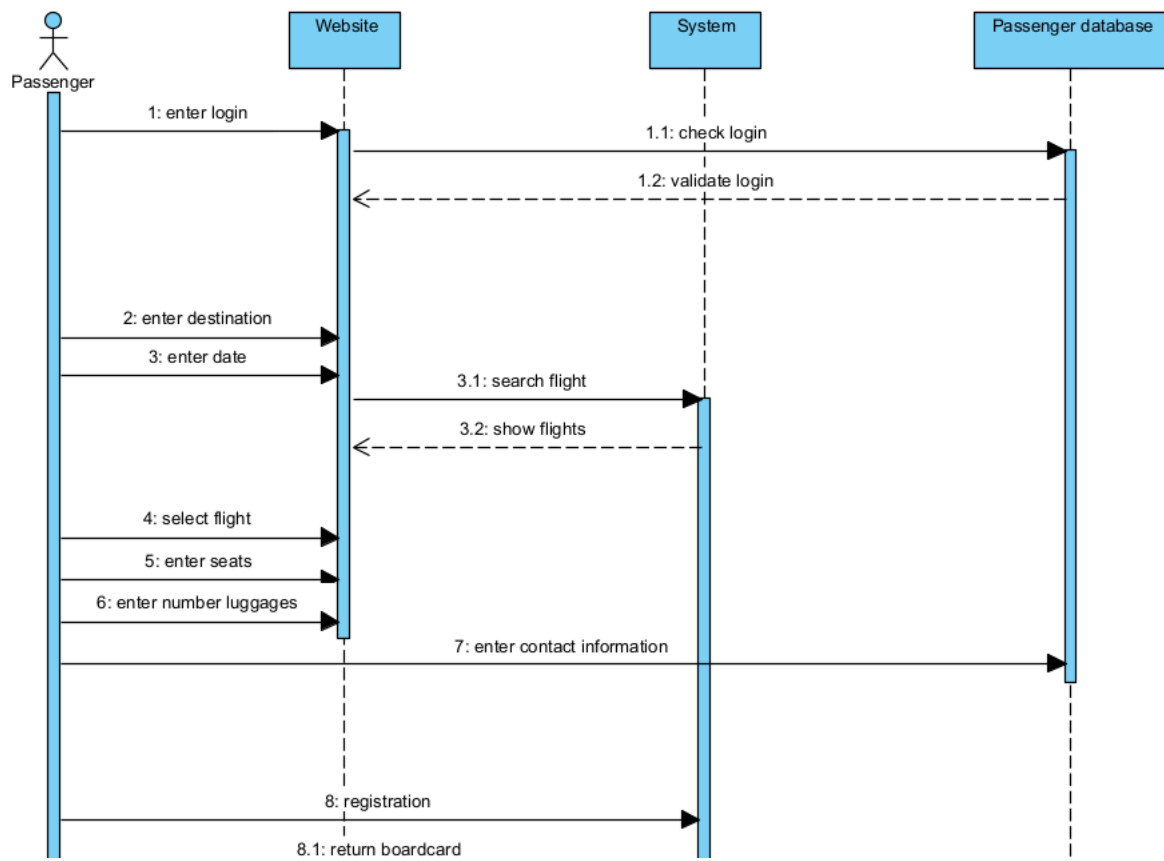 Website
System
Passenger database
Passenger
1: enter login
1.1: check login
1.2: validate login
2: enter destination
3: enter date
3.1: search flight
3.2: show flights
4: select flight
5: enter seats
6: enter number luggages
7: enter contact information
8: registration
8.1: return boardcard